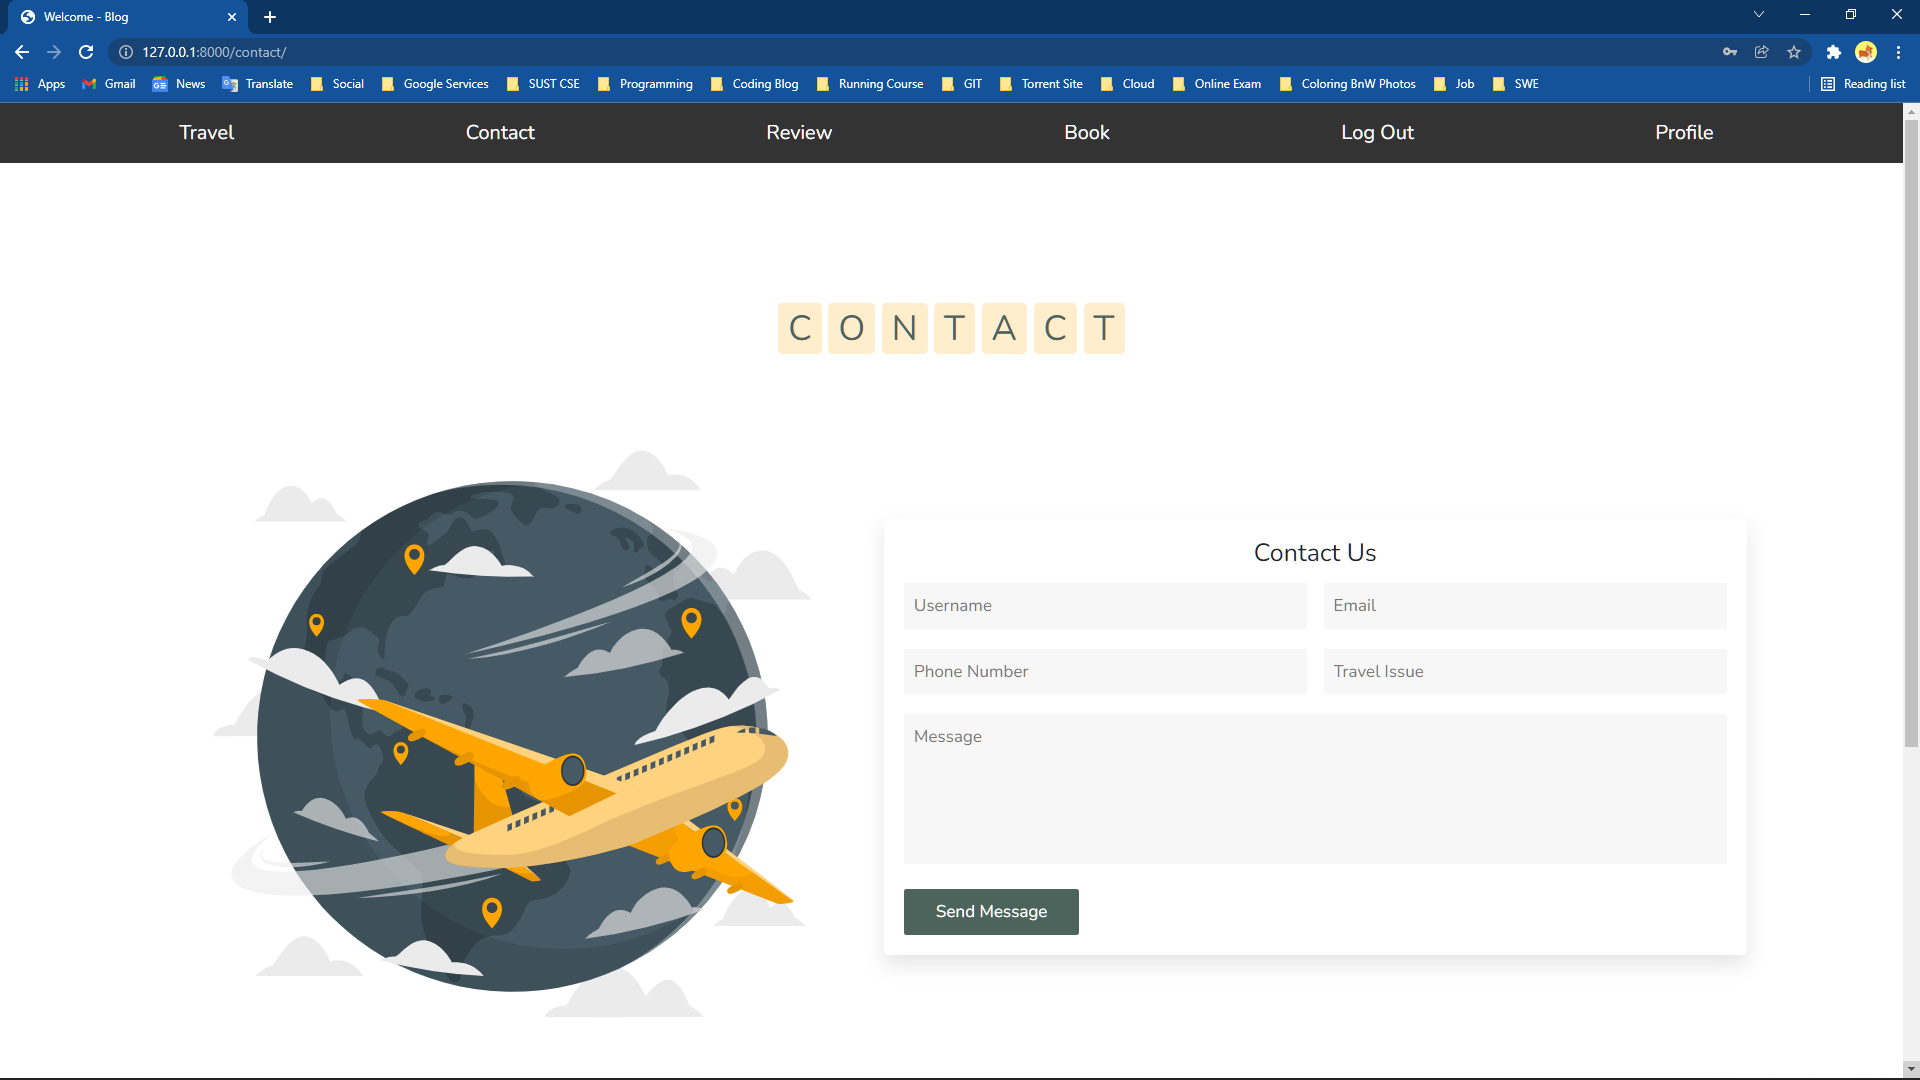 Welcome - Blog
127.0.0.1:8000/contact/
Apps Gmail News Translate Social Google Services SUST CSE Programming Coding Blog Running Course GIT Torrent Site Cloud Online Exam Coloring BnW Photos Job SWE Reading list
Travel Contact Review Book Log Out Profile
CONTACT
Contact Us
Username Email
Phone Number Travel Issue
Message
Send Message